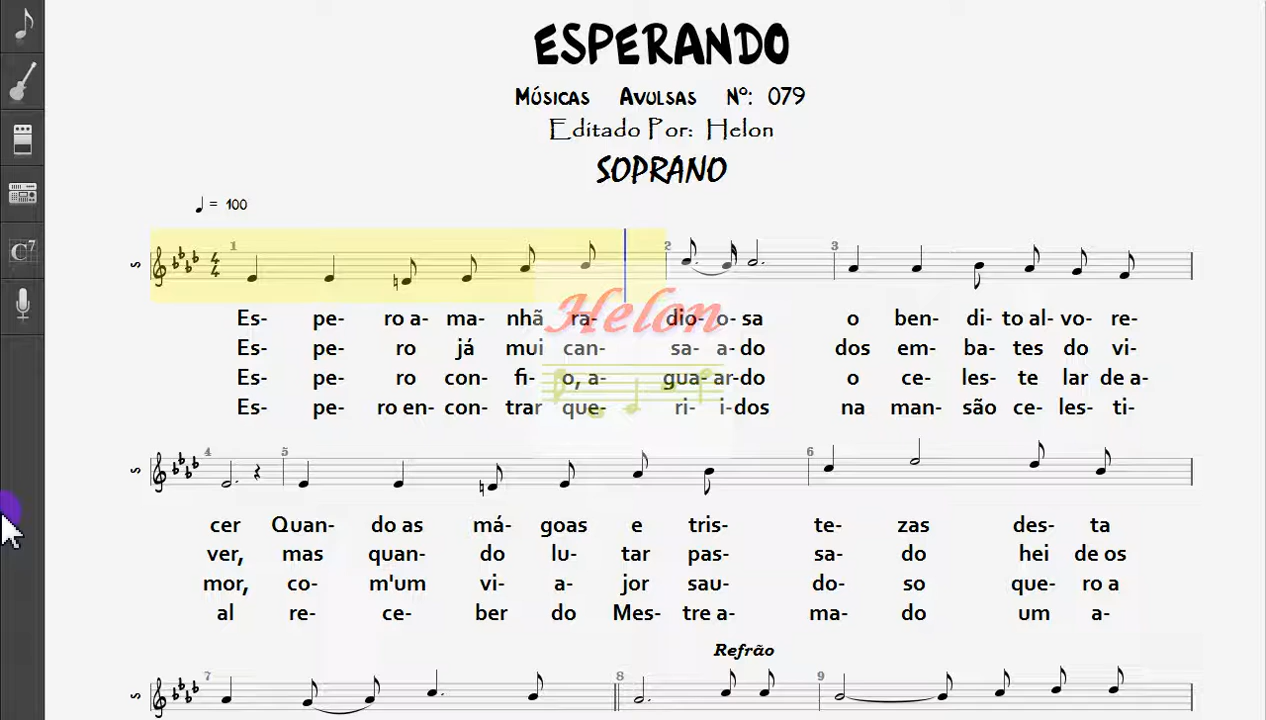 ESPERANDO
Músicas Avulsas Nº: 079
Editado Por: Helon
SOPRANO
= 100
C7
S
4
4
1
2
3
Helon
Es- pe- ro a- ma- nhã ra- dio- o- sa o ben- di- to al- vo- re-
Es- pe- ro já mui can- sa- a- do dos em- ba- tes do vi-
Es- pe- ro con- fi- o, a- gua- ar-do o ce- les- te lar de a-
Es- pe- ro en- con- trar que- ri- i-dos na man- são ce- les- ti-
S
4
5
6
cer Quan- do as má- goas e tris- te- zas des- ta
ver, mas quan- do lu- tar pas- sa- do hei de os
mor, co- m'um vi- a- jor sau- do- so que- ro a
al re- ce- ber do Mes- tre a- ma- do um a-
Refrão
S
7
8
9